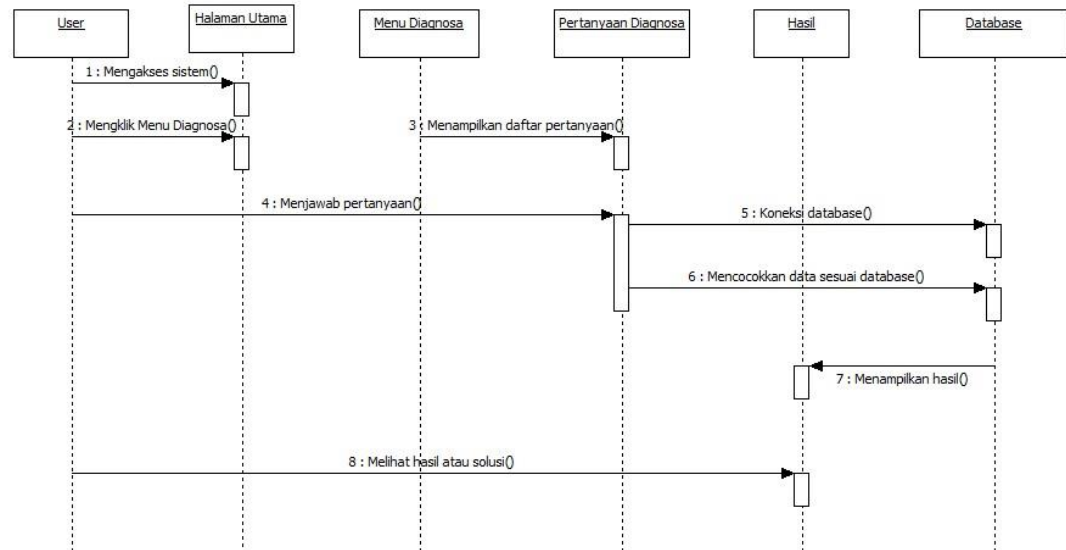 User
Halaman Utama
Menu Diagnosa
Pertanyaan Diagnosa
Hasil
Database
1 : Mengakses sistem()
2 : Mengklik Menu Diagnosa()
3 : Menampilkan daftar pertanyaan()
4 : Menjawab pertanyaan()
5 : Koneksi database()
6 : Mencocokkan data sesuai database()
7 : Menampilkan hasil()
8 : Melihat hasil atau solusi()